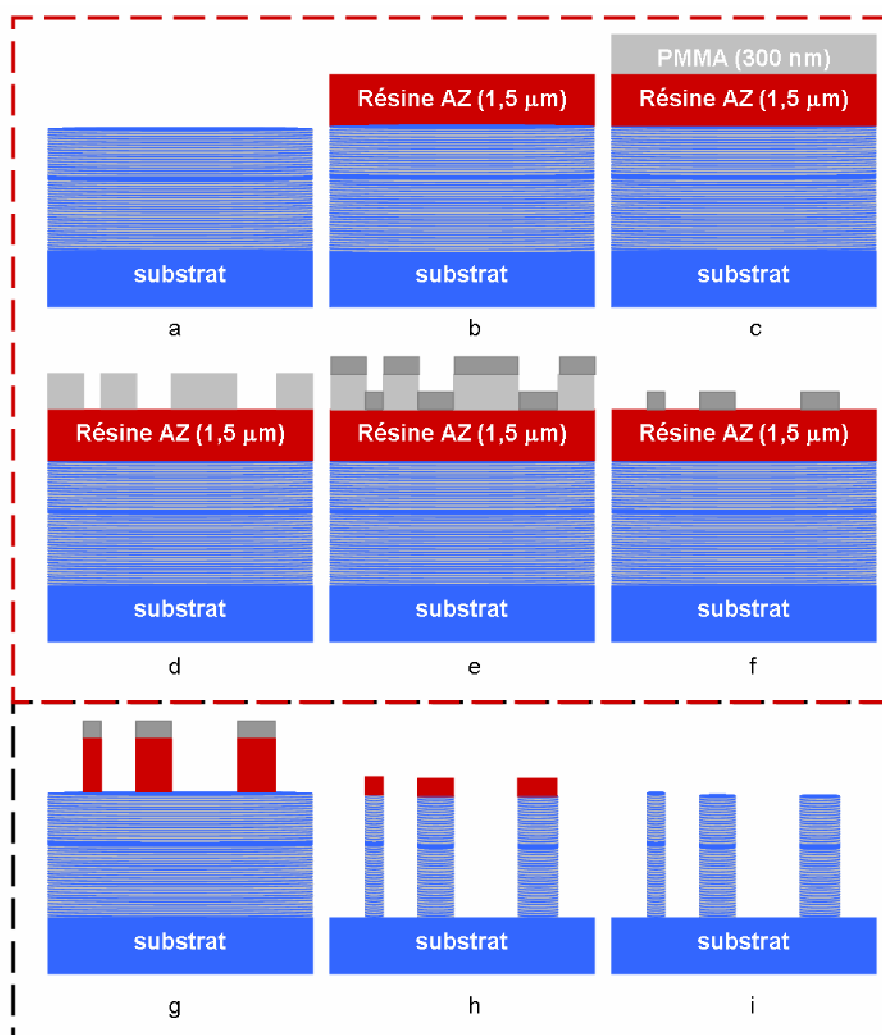 PMMA (300 nm)
Résine AZ (1,5 μm)
Résine AZ (1,5 μm)
substrat
substrat
substrat
a
b
c
Résine AZ (1,5 μm)
Résine AZ (1,5 μm)
Résine AZ (1,5 μm)
substrat
substrat
substrat
d
e
f
substrat
substrat
substrat
g
h
i